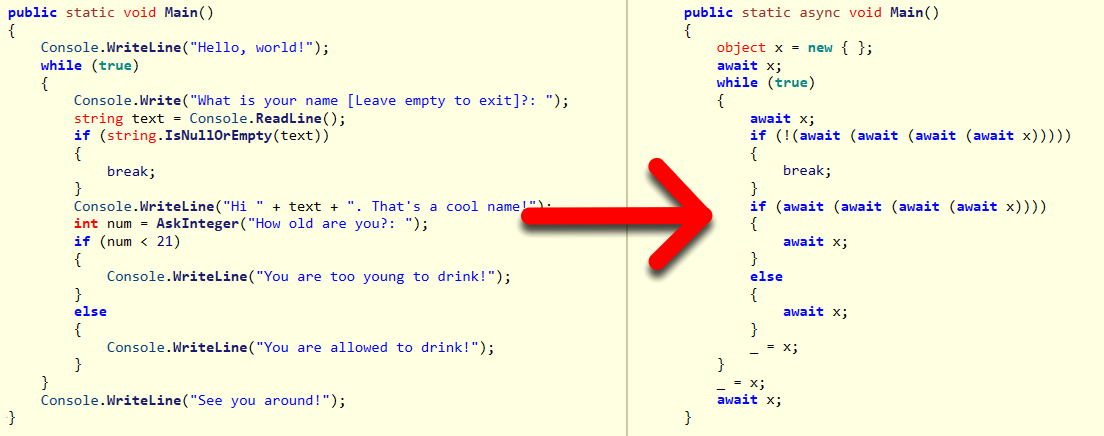 public static void Main()
{
    Console.WriteLine("Hello, world!");
    while (true)
    {
        Console.Write("What is your name [Leave empty to exit]?: ");
        string text = Console.ReadLine();
        if (string.IsNullOrEmpty(text))
        {
            break;
        }
        Console.WriteLine("Hi " + text + ". That's a cool name!");
        int num = AskInteger("How old are you?: ");
        if (num < 21)
        {
            Console.WriteLine("You are too young to drink!");
        }
        else
        {
            Console.WriteLine("You are allowed to drink!");
        }
    }
    Console.WriteLine("See you around!");
}
public static async void Main()
{
    object x = new { };
    await x;
    while (true)
    {
        await x;
        if (!(await (await (await (await x)))))
        {
            break;
        }
        if (await (await (await (await x))))
        {
            await x;
        }
        else
        {
            await x;
        }
        _ = x;
    }
    _ = x;
    await x;
}